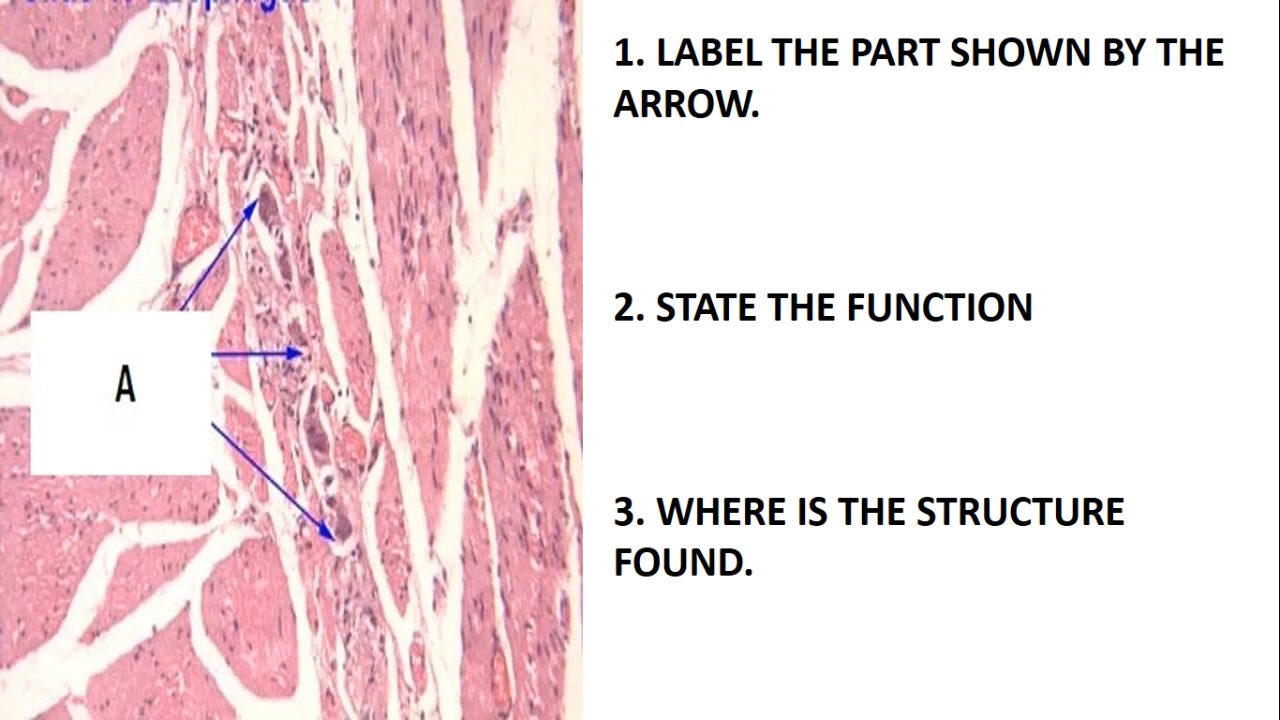 A
1. LABEL THE PART SHOWN BY THE
ARROW.
2. STATE THE FUNCTION
3. WHERE IS THE STRUCTURE
FOUND.